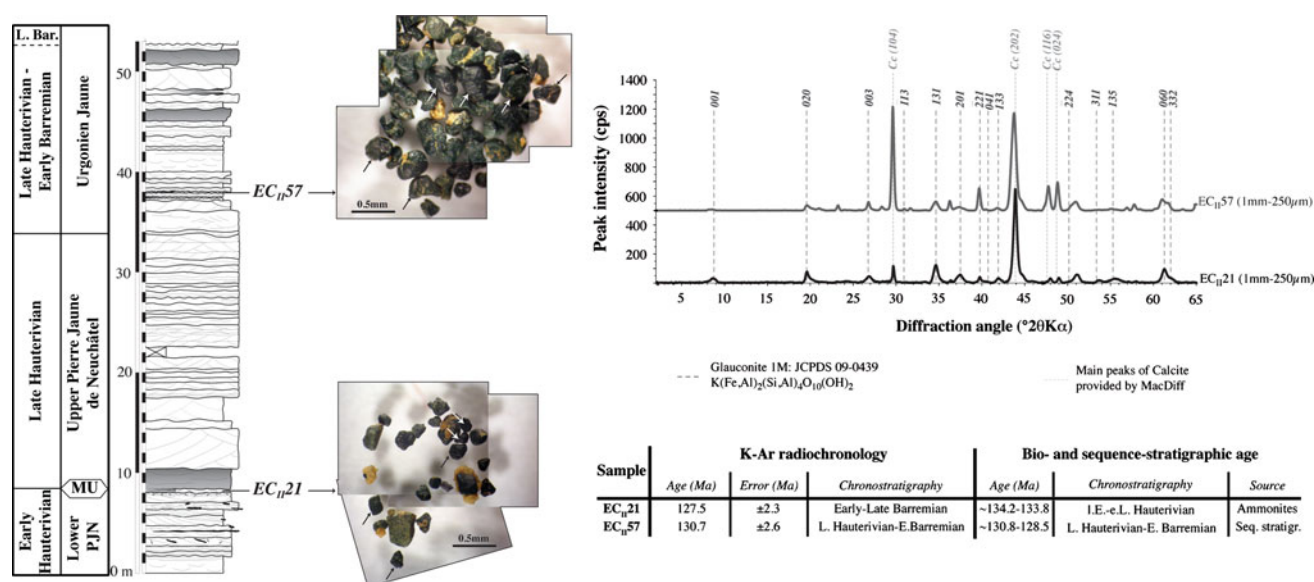 L. Bar.
Late Hauterivian -
Early Barremian
Urgonien Jaune
Late Hauterivian
Upper Pierre Jaune
de Neuchâtel
MU
Early
Hauterivian
Lower
PJN
50
40
30
20
10
0 m
EC_II57
0.5mm
EC_II21
0.5mm
Peak intensity (cps)
1400
1200
1000
800
600
400
200
001
020
003
Cc (104)
113
131
201
221
041
133
Cc (202)
Cc (116)
Cc (024)
224
311
135
060
332
EC_II57 (1mm-250µm)
EC_II21 (1mm-250µm)
5 10 15 20 25 30 35 40 45 50 55 60 65
Diffraction angle (°2θKα)
Glauconite 1M: JCPDS 09-0439
K(Fe,Al)2(Si,Al)4O10(OH)2
Main peaks of Calcite
provided by MacDiff
Sample K-Ar radiochronology Bio- and sequence-stratigraphic age
Age (Ma) Error (Ma) Chronostratigraphy Age (Ma) Chronostratigraphy Source
EC_II21 127.5 ±2.3 Early-Late Barremian ~134.2-133.8 l.E.-e.L. Hauterivian Ammonites
EC_II57 130.7 ±2.6 L. Hauterivian-E.Barremian ~130.8-128.5 L. Hauterivian-E. Barremian Seq. stratigr.